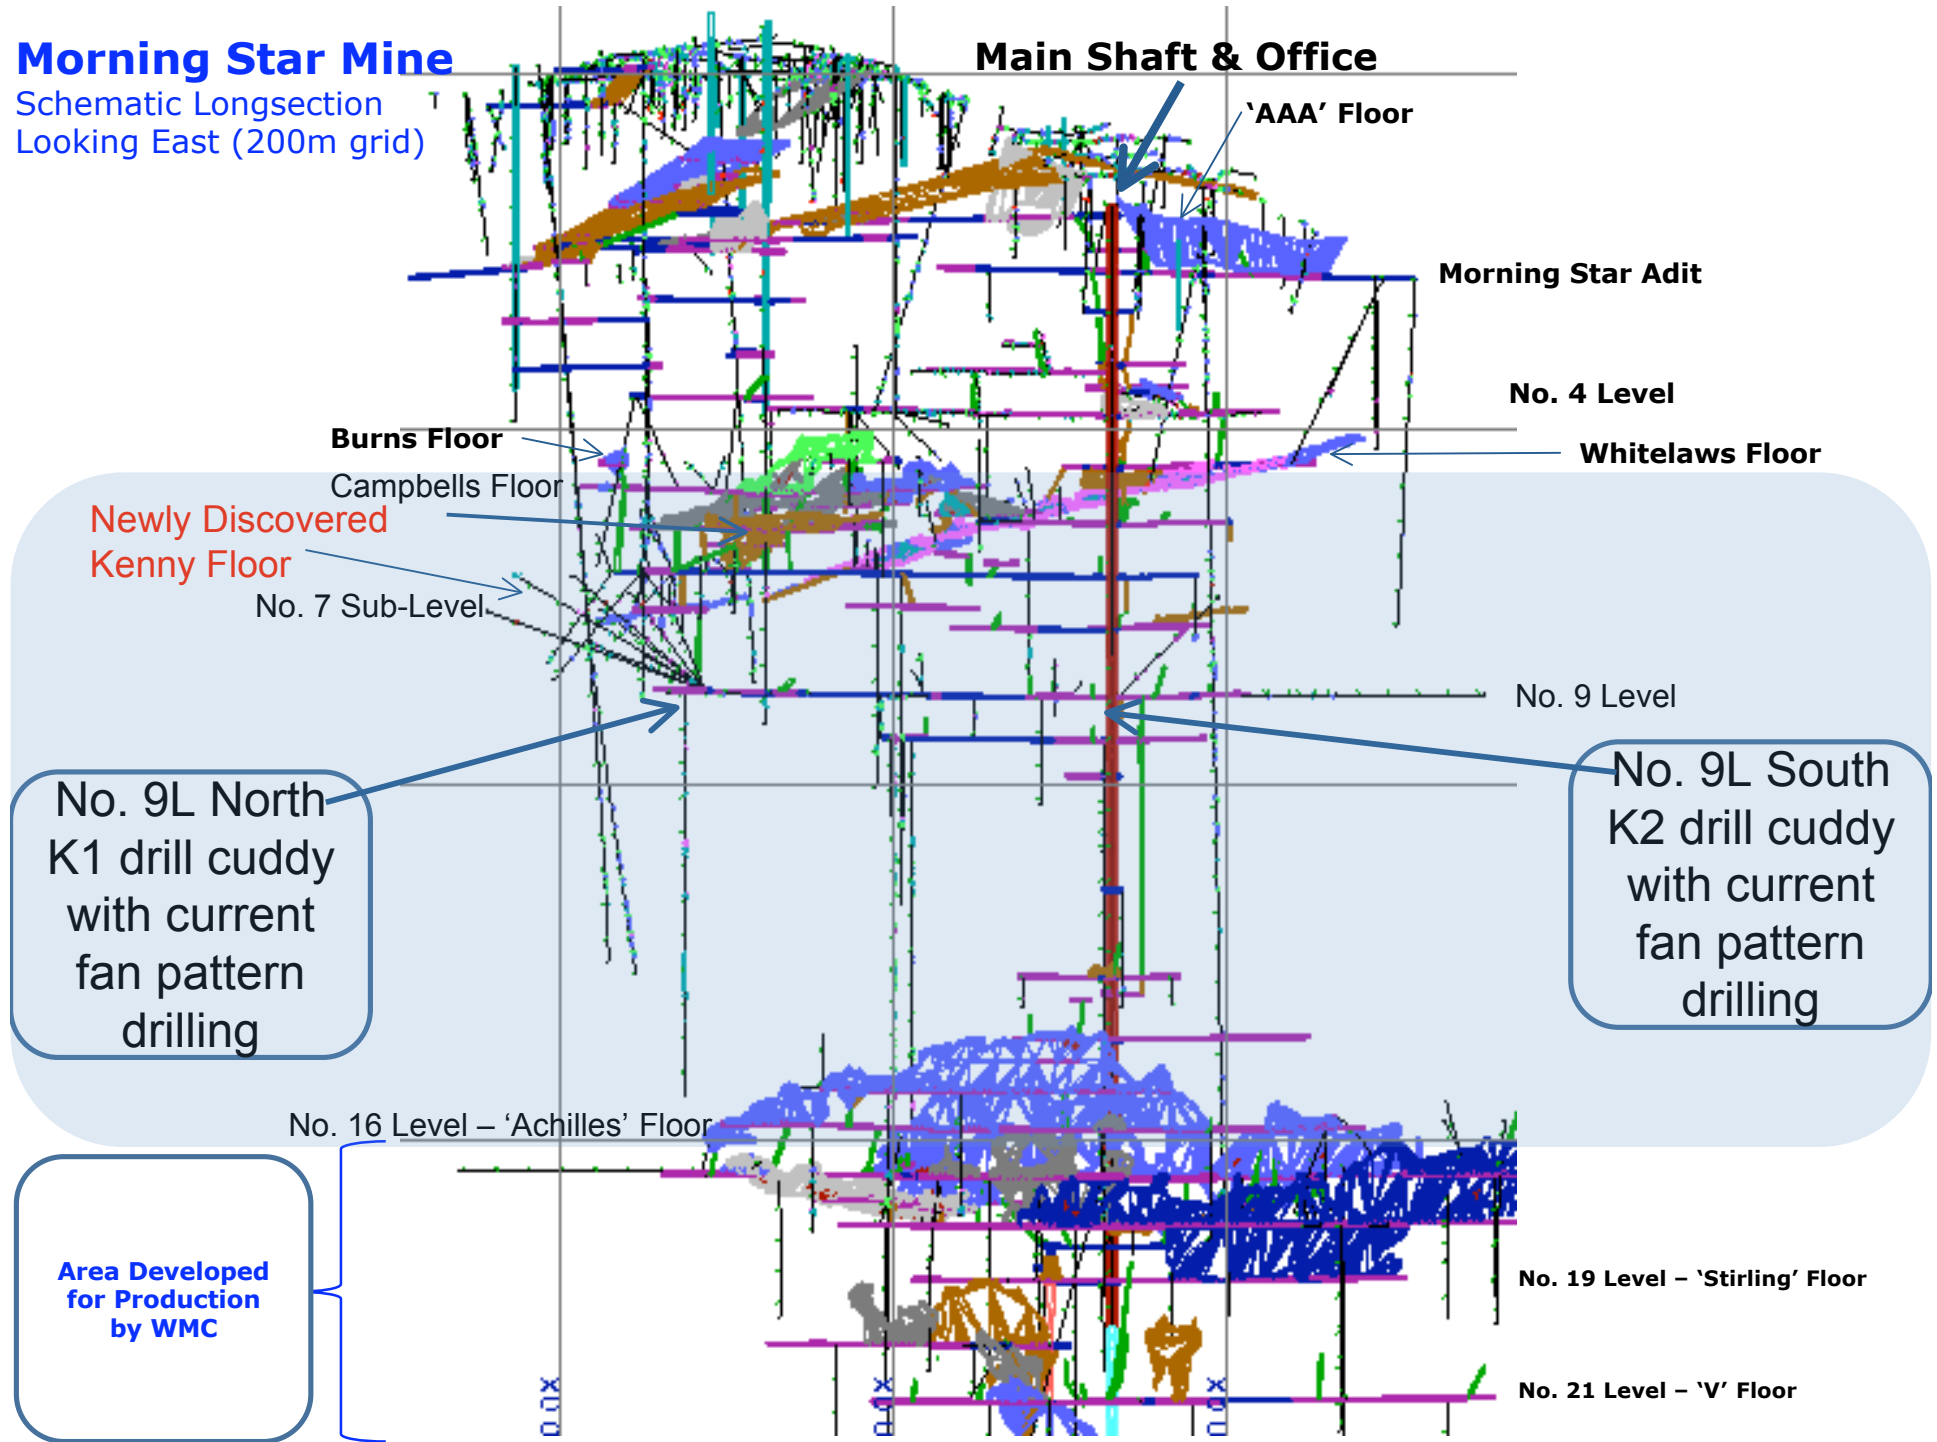 Morning Star Mine
Schematic Longsection
Looking East (200m grid)
Main Shaft & Office
‘AAA’ Floor
Morning Star Adit
No. 4 Level
Burns Floor
Whitelaws Floor
Campbells Floor
Newly Discovered
Kenny Floor
No. 7 Sub-Level
No. 9 Level
No. 9L North
K1 drill cuddy
with current
fan pattern
drilling
No. 9L South
K2 drill cuddy
with current
fan pattern
drilling
No. 16 Level – ‘Achilles’ Floor
Area Developed
for Production
by WMC
No. 19 Level – ‘Stirling’ Floor
No. 21 Level – ‘V’ Floor